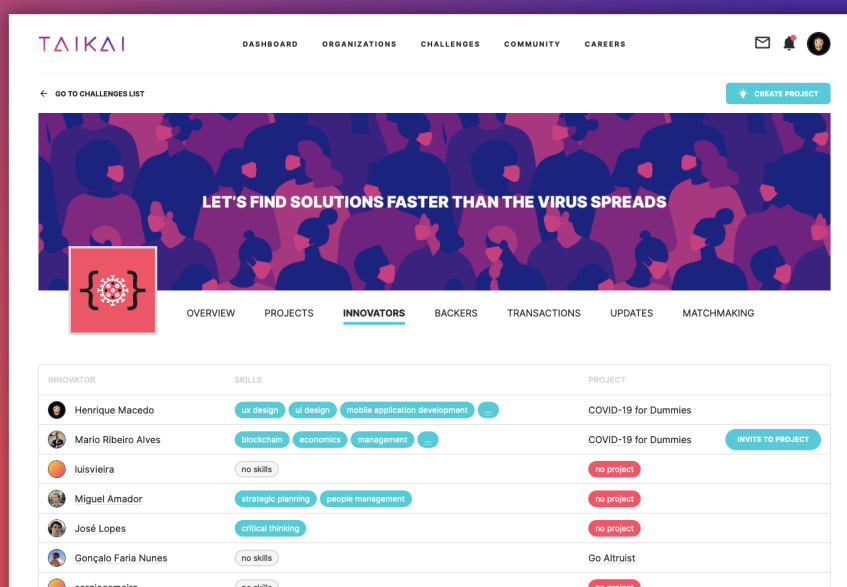 TAIKAI
DASHBOARD ORGANIZATIONS CHALLENGES COMMUNITY CAREERS
← GO TO CHALLENGES LIST
CREATE PROJECT
LET'S FIND SOLUTIONS FASTER THAN THE VIRUS SPREADS
OVERVIEW PROJECTS INNOVATORS BACKERS TRANSACTIONS UPDATES MATCHMAKING
INNOVATOR SKILLS PROJECT
Henrique Macedo ux design ui design mobile application development ... COVID-19 for Dummies
Mario Ribeiro Alves blockchain economics management ... COVID-19 for Dummies INVITE TO PROJECT
luisvieira no skills no project
Miguel Amador strategic planning people management no project
José Lopes critical thinking no project
Gonçalo Faria Nunes no skills Go Altruist
no skills no project